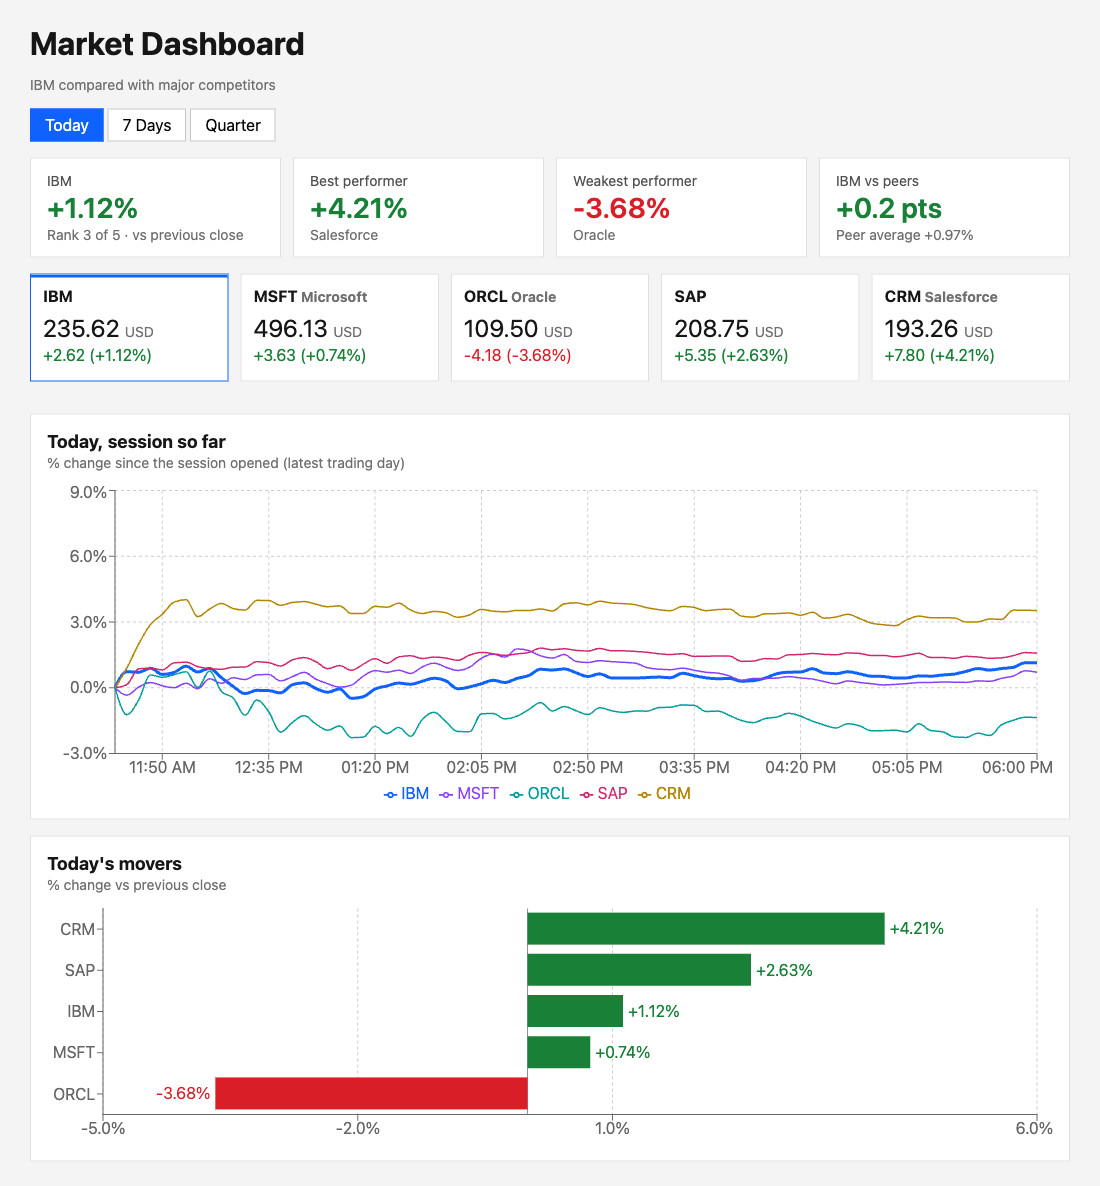 Market Dashboard
IBM compared with major competitors
Today 7 Days Quarter
IBM
+1.12%
Rank 3 of 5 · vs previous close
Best performer
+4.21%
Salesforce
Weakest performer
-3.68%
Oracle
IBM vs peers
+0.2 pts
Peer average +0.97%
IBM
235.62 USD
+2.62 (+1.12%)
MSFT Microsoft
496.13 USD
+3.63 (+0.74%)
ORCL Oracle
109.50 USD
-4.18 (-3.68%)
SAP
208.75 USD
+5.35 (+2.63%)
CRM Salesforce
193.26 USD
+7.80 (+4.21%)
Today, session so far
% change since the session opened (latest trading day)
9.0%
6.0%
3.0%
0.0%
-3.0%
11:50 AM 12:35 PM 01:20 PM 02:05 PM 02:50 PM 03:35 PM 04:20 PM 05:05 PM 06:00 PM
IBM MSFT ORCL SAP CRM
Today's movers
% change vs previous close
CRM +4.21%
SAP +2.63%
IBM +1.12%
MSFT +0.74%
ORCL -3.68%
-5.0% -2.0% 1.0% 6.0%